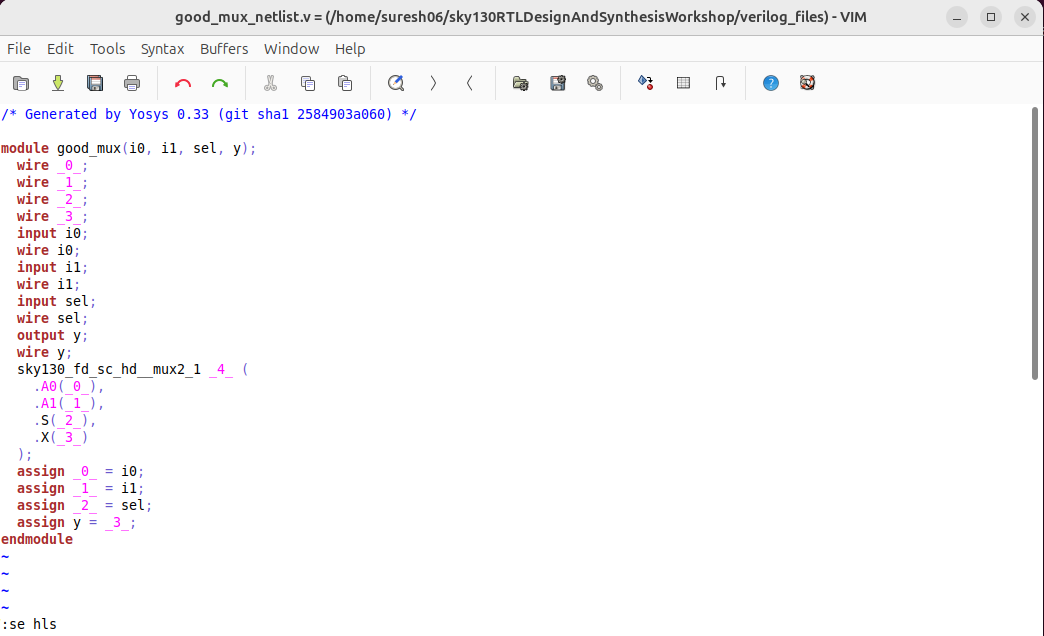 good_mux_netlist.v = (/home/suresh06/sky130RTLDesignAndSynthesisWorkshop/verilog_files) - VIM
File Edit Tools Syntax Buffers Window Help
/* Generated by Yosys 0.33 (git sha1 2584903a060) */
module good_mux(i0, i1, sel, y);
  wire _0_;
  wire _1_;
  wire _2_;
  wire _3_;
  input i0;
  wire i0;
  input i1;
  wire i1;
  input sel;
  wire sel;
  output y;
  wire y;
  sky130_fd_sc_hd__mux2_1 _4_ (
    .A0(_0_),
    .A1(_1_),
    .S(_2_),
    .X(_3_)
  );
  assign _0_ = i0;
  assign _1_ = i1;
  assign _2_ = sel;
  assign y = _3_;
endmodule
~
~
~
~
:se hls